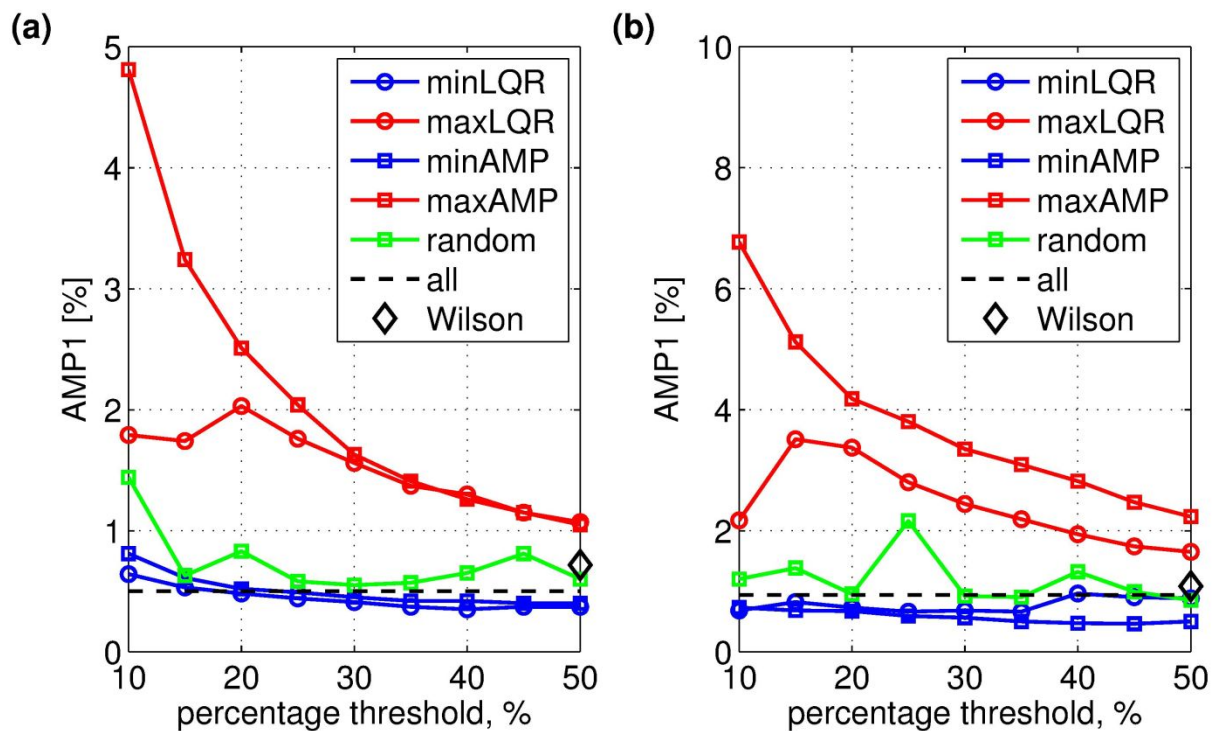 (a)
5
4
3
2
1
0
AMP1 [%]
minLQR
maxLQR
minAMP
maxAMP
random
all
Wilson
10 20 30 40 50
percentage threshold, %
(b)
10
8
6
4
2
0
AMP1 [%]
minLQR
maxLQR
minAMP
maxAMP
random
all
Wilson
10 20 30 40 50
percentage threshold, %